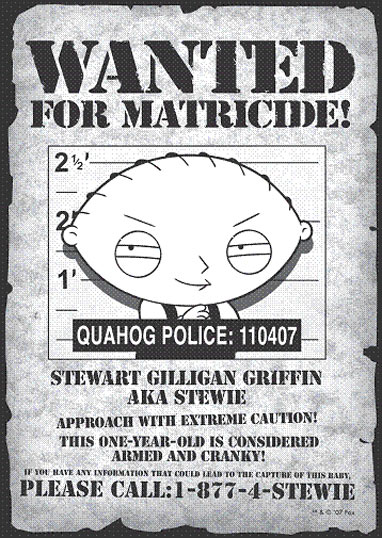 WANTED
FOR MATRICIDE!
2½'
2'
1'
QUAHOG POLICE: 110407
STEWART GILLIGAN GRIFFIN
AKA STEWIE
APPROACH WITH EXTREME CAUTION!
THIS ONE-YEAR-OLD IS CONSIDERED
ARMED AND CRANKY!
IF YOU HAVE ANY INFORMATION THAT COULD LEAD TO THE CAPTURE OF THIS BABY,
PLEASE CALL:1-877-4-STEWIE
™ & © '07 Fox